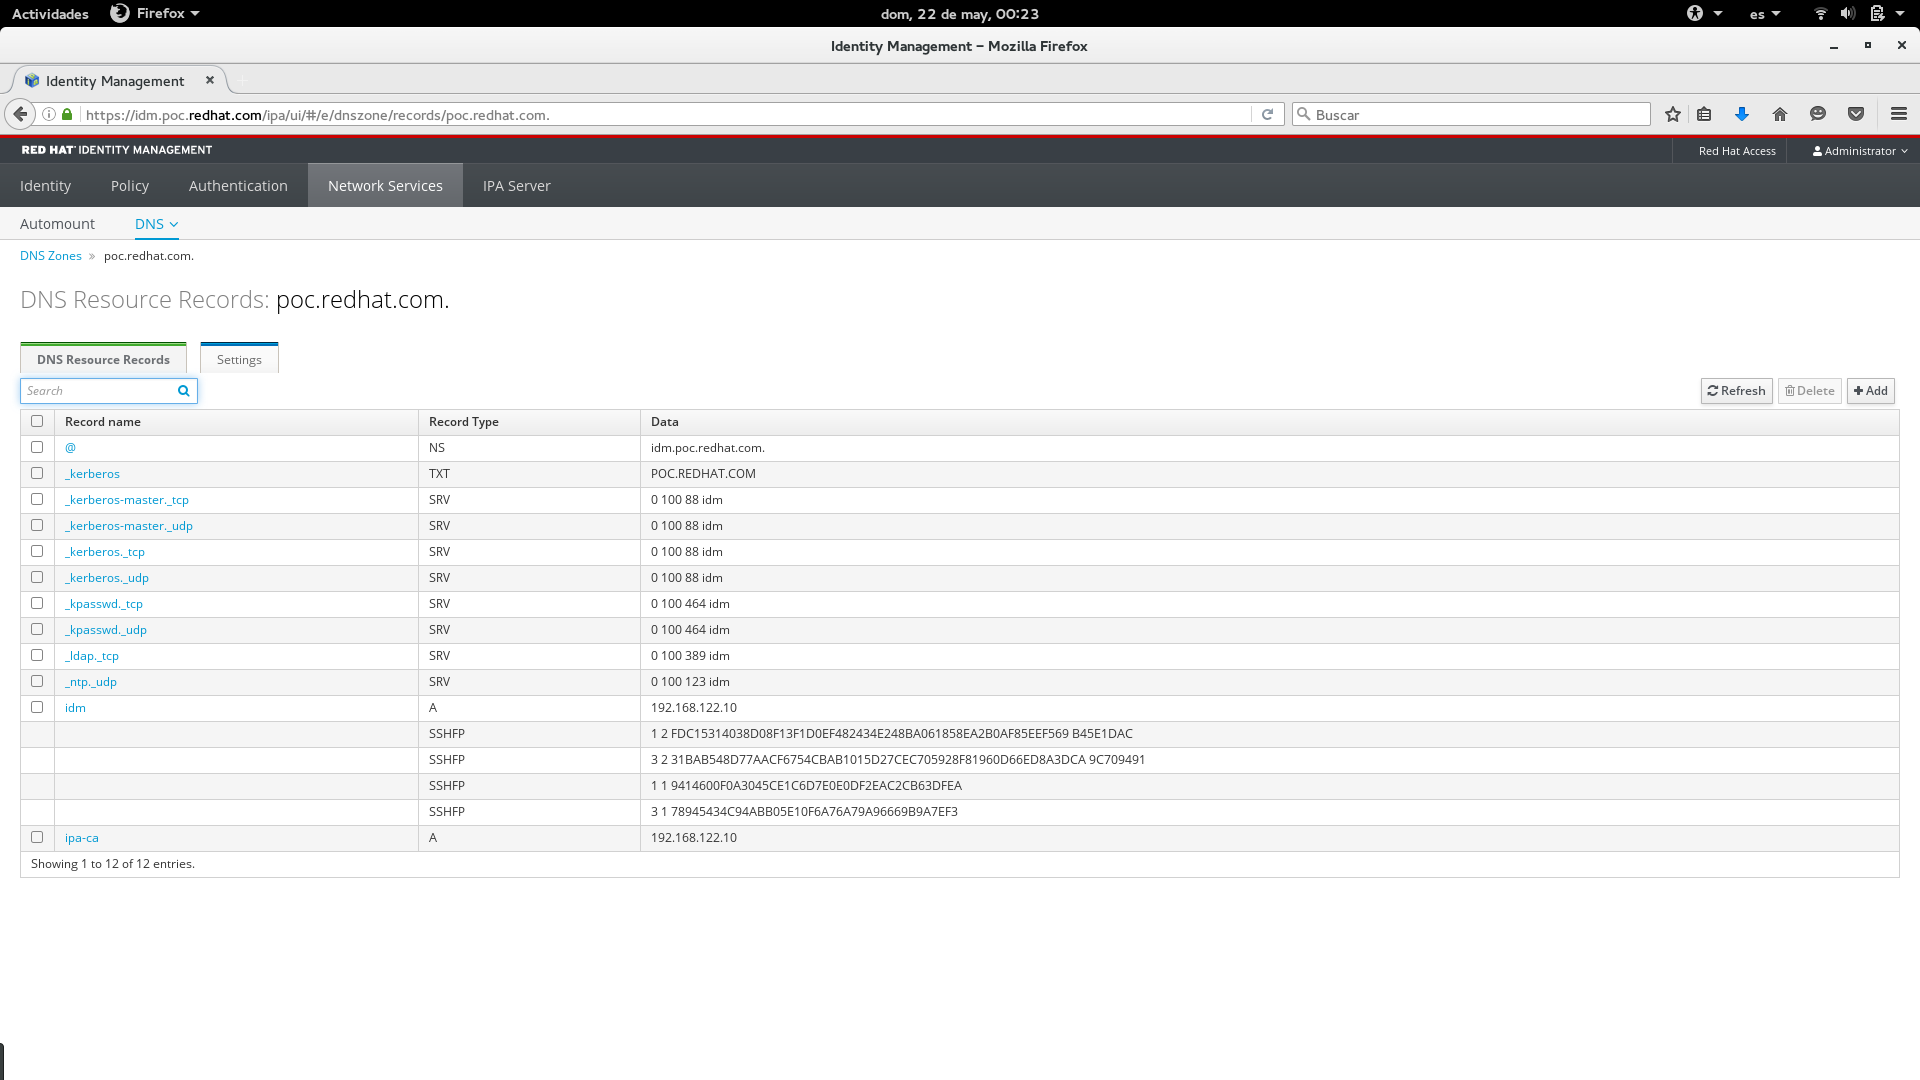 Actividades Firefox dom, 22 de may, 00:23 es
Identity Management – Mozilla Firefox
Identity Management
https://idm.poc.redhat.com/ipa/ui/#/e/dnszone/records/poc.redhat.com. Buscar
RED HAT IDENTITY MANAGEMENT Red Hat Access Administrator
Identity Policy Authentication Network Services IPA Server
Automount DNS
DNS Zones » poc.redhat.com.
DNS Resource Records: poc.redhat.com.
DNS Resource Records Settings
Search Refresh Delete Add
Record name Record Type Data
@ NS idm.poc.redhat.com.
_kerberos TXT POC.REDHAT.COM
_kerberos-master._tcp SRV 0 100 88 idm
_kerberos-master._udp SRV 0 100 88 idm
_kerberos._tcp SRV 0 100 88 idm
_kerberos._udp SRV 0 100 88 idm
_kpasswd._tcp SRV 0 100 464 idm
_kpasswd._udp SRV 0 100 464 idm
_ldap._tcp SRV 0 100 389 idm
_ntp._udp SRV 0 100 123 idm
idm A 192.168.122.10
SSHFP 1 2 FDC15314038D08F13F1D0EF482434E248BA061858EA2B0AF85EEF569 B45E1DAC
SSHFP 3 2 31BAB548D77AACF6754CBAB1015D27CEC705928F81960D66ED8A3DCA 9C709491
SSHFP 1 1 9414600F0A3045CE1C6D7E0E0DF2EAC2CB63DFEA
SSHFP 3 1 78945434C94ABB05E10F6A76A79A96669B9A7EF3
ipa-ca A 192.168.122.10
Showing 1 to 12 of 12 entries.